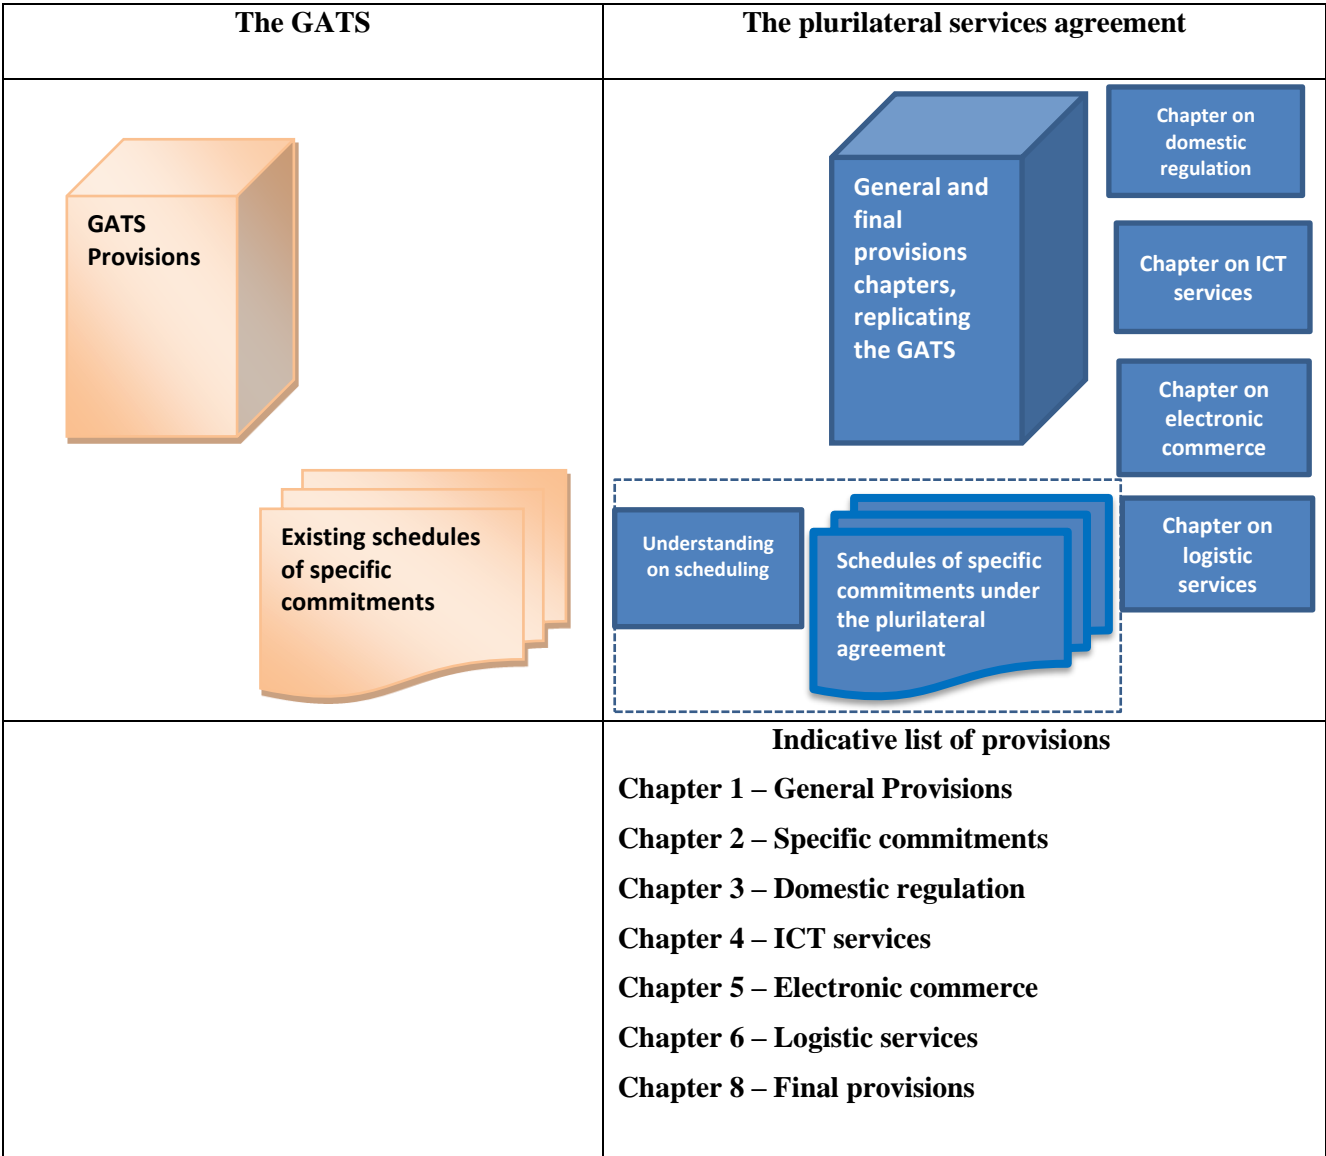 The GATS
The plurilateral services agreement
GATS
Provisions
Existing schedules
of specific
commitments
General and
final
provisions
chapters,
replicating
the GATS
Chapter on
domestic
regulation
Chapter on ICT
services
Chapter on
electronic
commerce
Chapter on
logistic
services
Understanding
on scheduling
Schedules of specific
commitments under
the plurilateral
agreement
Indicative list of provisions
Chapter 1 – General Provisions
Chapter 2 – Specific commitments
Chapter 3 – Domestic regulation
Chapter 4 – ICT services
Chapter 5 – Electronic commerce
Chapter 6 – Logistic services
Chapter 8 – Final provisions